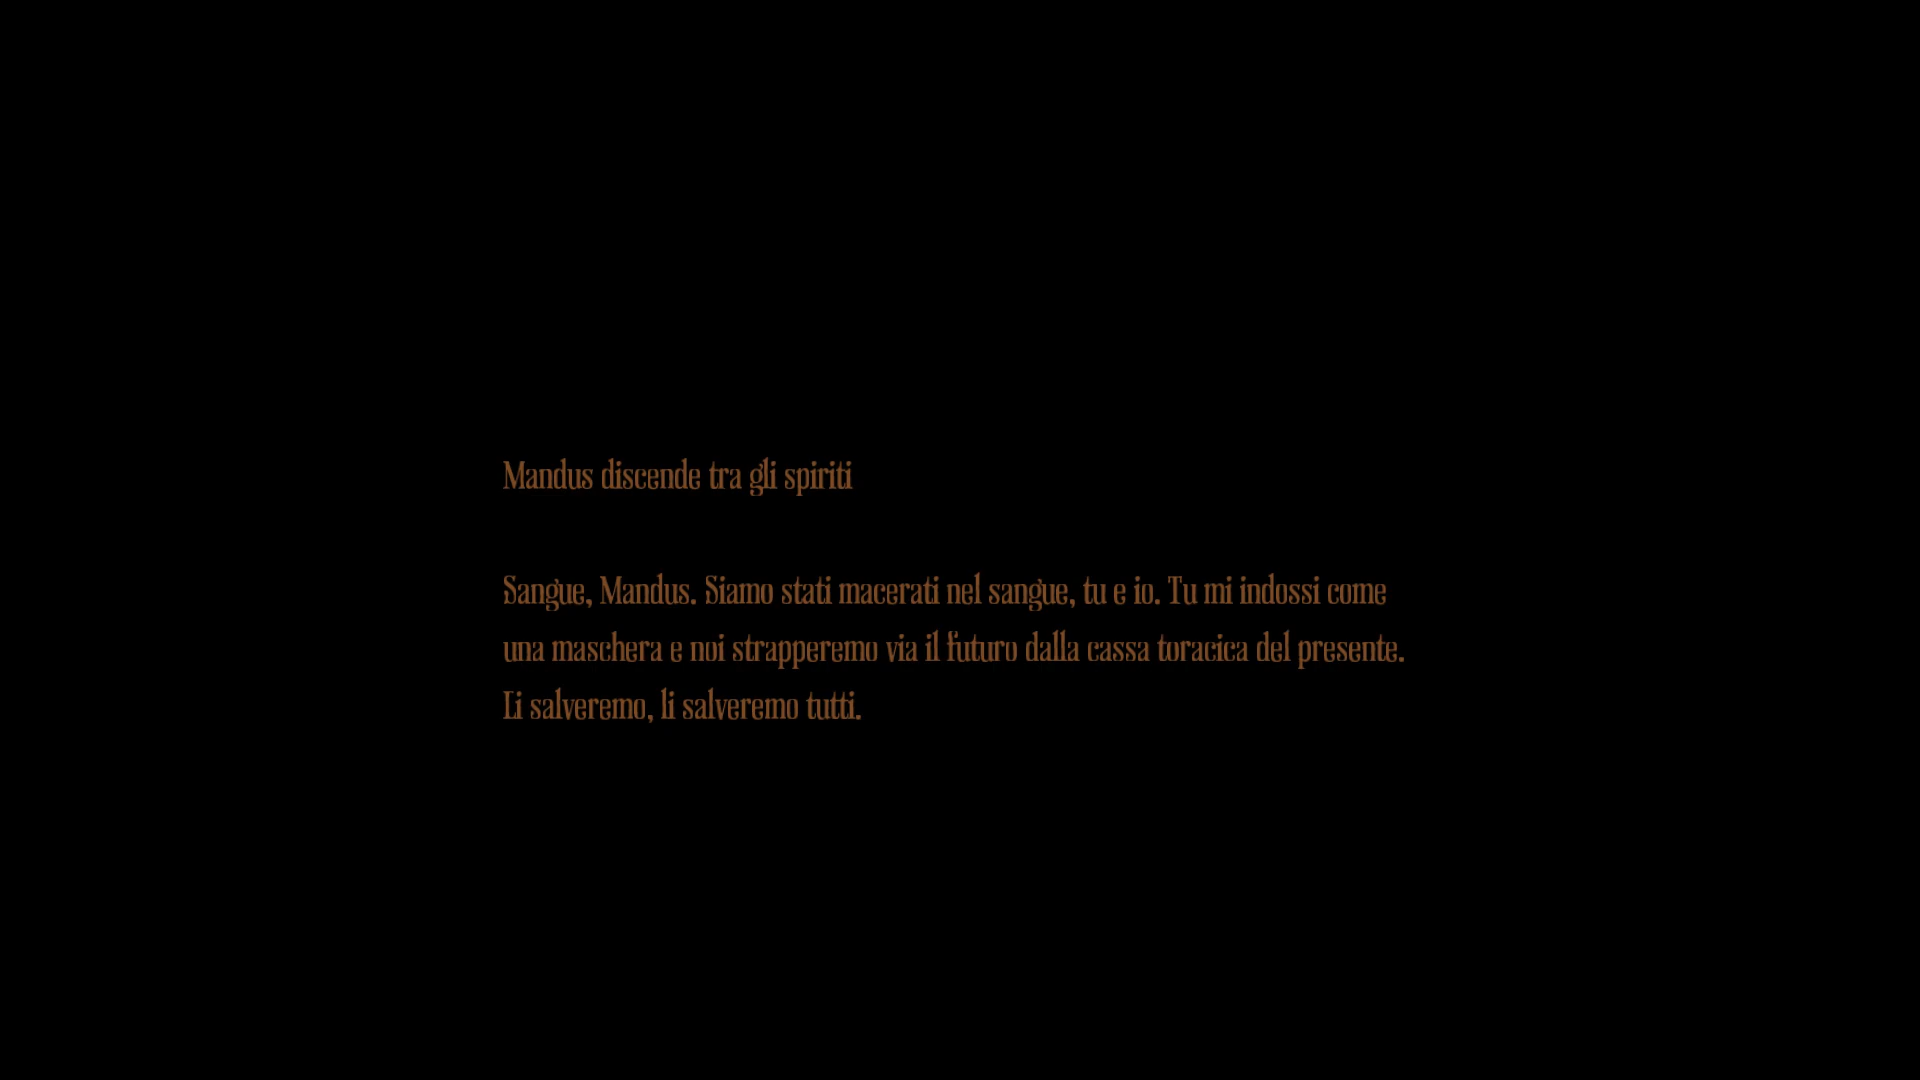 Mandus discende tra gli spiriti
Sangue, Mandus. Siamo stati macerati nel sangue, tu e io. Tu mi indossi come
una maschera e noi strapperemo via il futuro dalla cassa toracica del presente.
Li salveremo, li salveremo tutti.